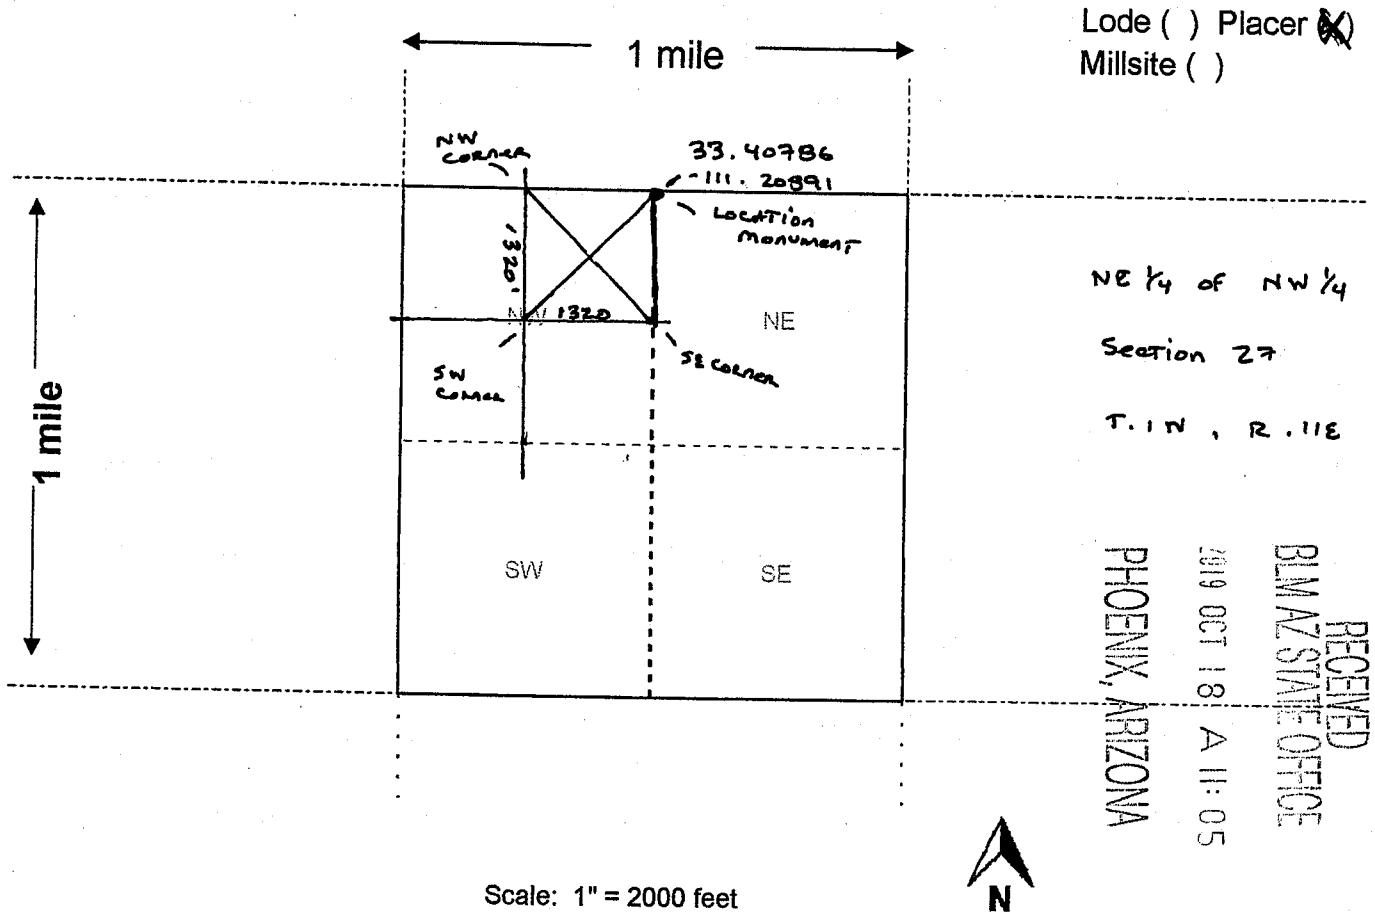 Lode ( ) Placer (X)
Millsite ( )
1 mile
NW
CORNER
33.40786
-111.20891
LOCATION
MONUMENT
1320'
NW
1320
NE
SW
CORNER
SE CORNER
1 mile
NE 1/4 of NW 1/4
Section 27
T.1N, R.11E
SW
SE
RECEIVED
BLM AZ STATE OFFICE
2019 OCT 18 A 11:05
PHOENIX, ARIZONA
Scale: 1" = 2000 feet
N